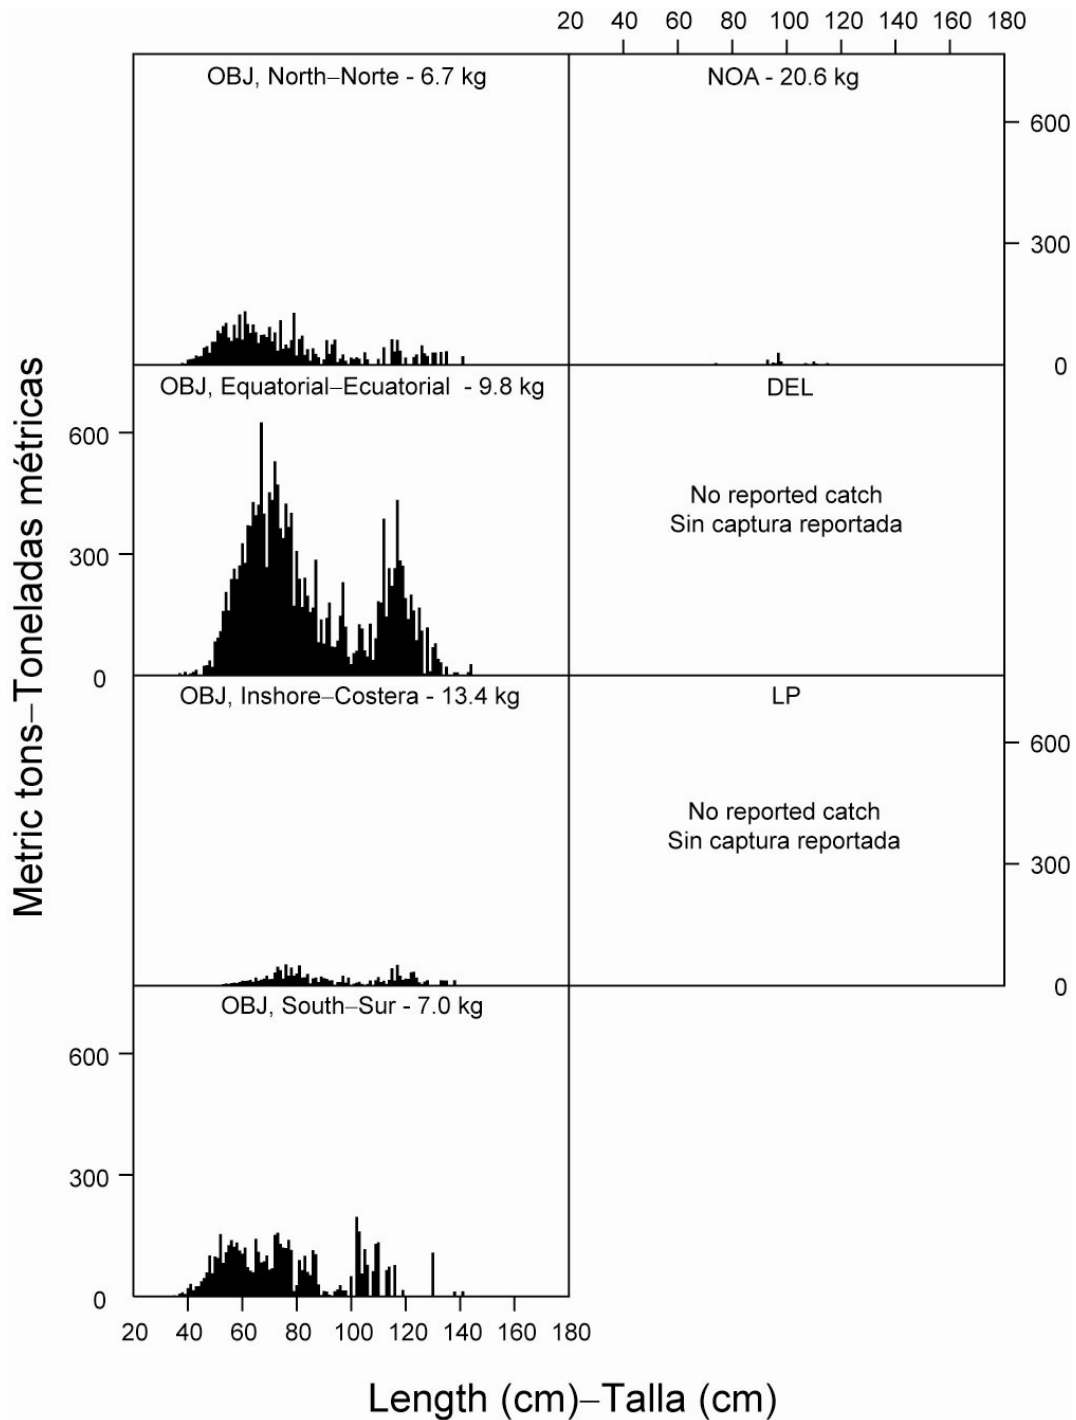 20 40 60 80 100 120 140 160 180
OBJ, North–Norte - 6.7 kg
NOA - 20.6 kg
600
300
0
OBJ, Equatorial–Ecuatorial - 9.8 kg
DEL
600
300
0
No reported catch
Sin captura reportada
OBJ, Inshore–Costera - 13.4 kg
LP
600
300
0
No reported catch
Sin captura reportada
OBJ, South–Sur - 7.0 kg
600
300
0
20 40 60 80 100 120 140 160 180
Metric tons–Toneladas métricas
Length (cm)–Talla (cm)